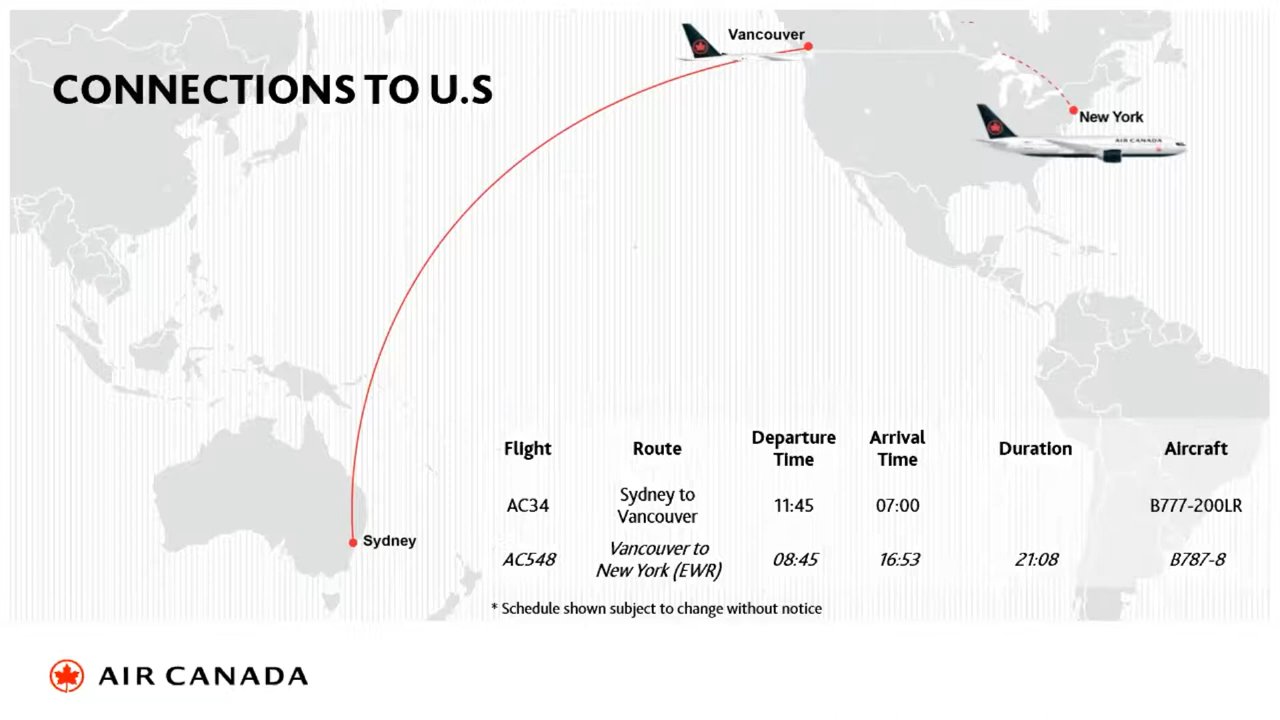 Vancouver
CONNECTIONS TO U.S
New York
AIR CANADA
Sydney
Flight Route Departure Time Arrival Time Duration Aircraft
AC34 Sydney to Vancouver 11:45 07:00 B777-200LR
AC548 Vancouver to New York (EWR) 08:45 16:53 21:08 B787-8
* Schedule shown subject to change without notice
AIR CANADA